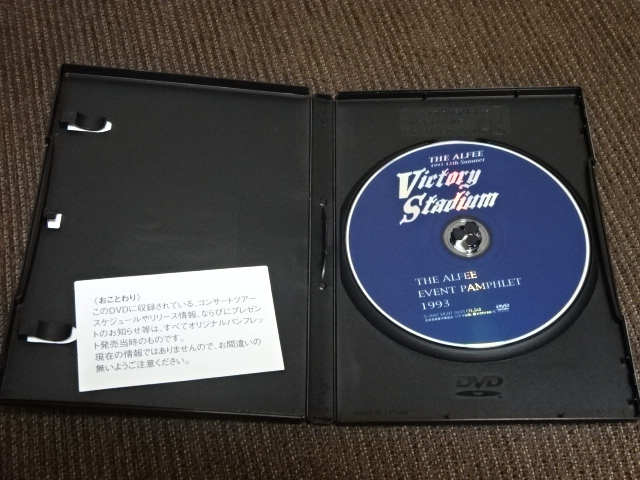 〈おことわり〉
このDVDに収録されている、コンサートツアー
スケジュールやリリース情報、ならびにプレゼン
トのお知らせ等は、すべてオリジナルパンフレッ
ト発売当時のものです。
現在の情報ではありませんので、お間違いの
無いようご注意ください。
THE ALFEE
1993 12th Summer
Victory
Stadium
THE ALFEE
EVENT PAMPHLET
1993
DVD
DVD